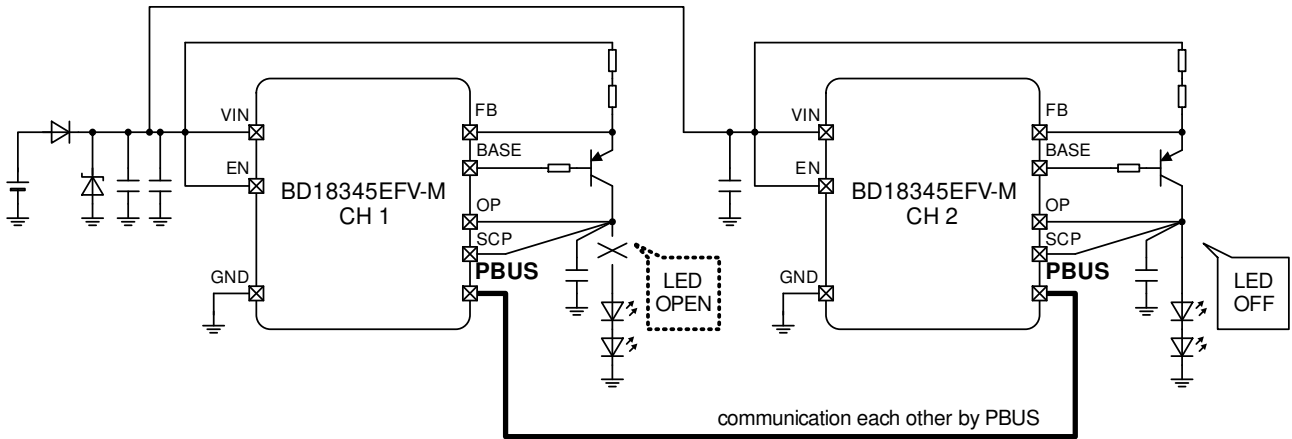 VIN
EN
GND
BD18345EFV-M
CH 1
FB
BASE
OP
SCP
PBUS
LED
OPEN
VIN
EN
GND
BD18345EFV-M
CH 2
FB
BASE
OP
SCP
PBUS
LED
OFF
communication each other by PBUS